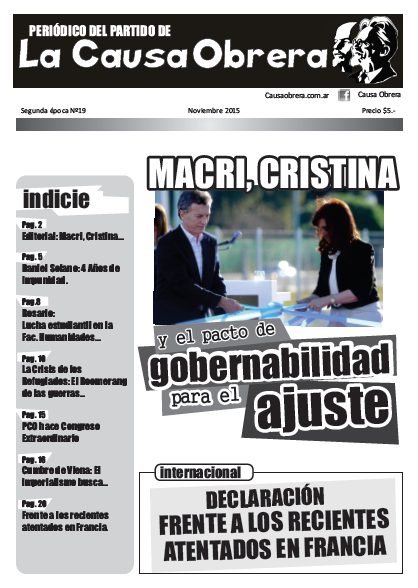 PERIÓDICO DEL PARTIDO DE
La Causa Obrera
Causaobrera.com.ar
Causa Obrera
Segunda época Nº19
Noviembre 2015
Precio $5.-
indicie
Pag. 2
Editorial: Macri, Cristina...
Pag. 5
Daniel Solano: 4 Años de
impunidad.
Pag.8
Rosario:
Lucha estudiantil en la
Fac. Humanidades...
Pag. 10
La Crisis de los
Refugiados: El Boomerang
de las guerras...
Pag. 15
PCO hace Congreso
Extraordinario
Pag. 16
Cumbre de Viena: El
imperialismo busca...
Pag. 20
Frente a los recientes
atentados en Francia.
MACRI, CRISTINA
y el pacto de
gobernabilidad
para el
ajuste
internacional
DECLARACIÓN
FRENTE A LOS RECIENTES
ATENTADOS EN FRANCIA